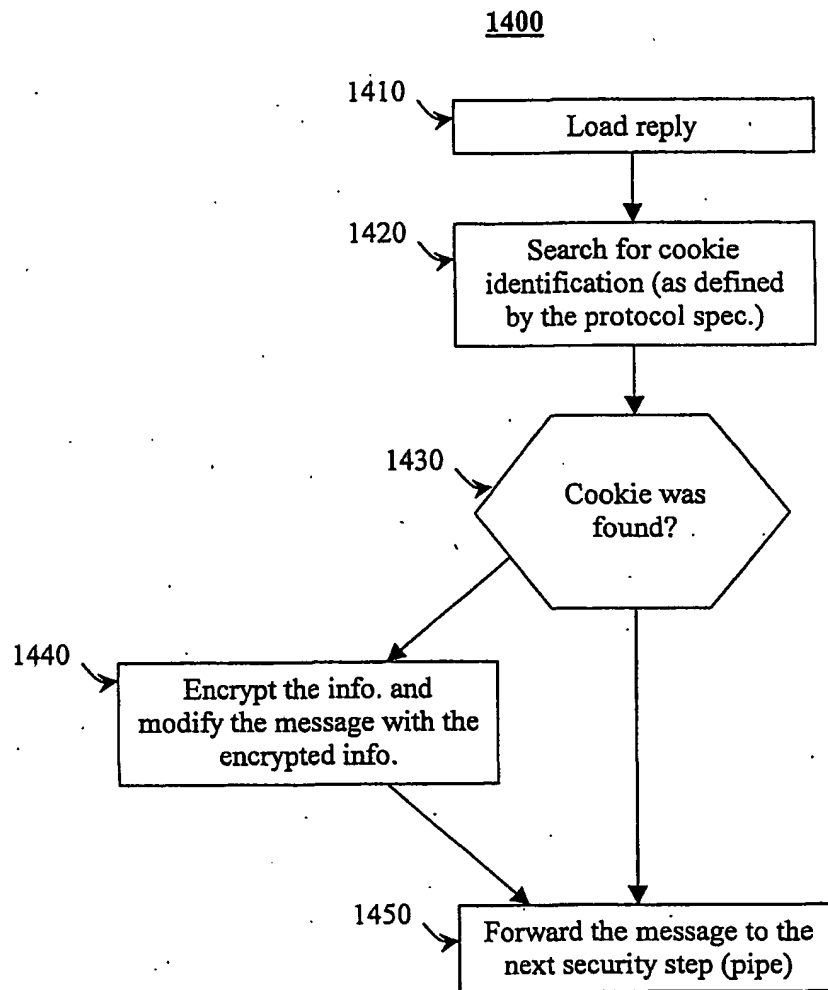 1400
1410
Load reply
1420
Search for cookie
identification (as defined
by the protocol spec.)
1430
Cookie was
found?
1440
Encrypt the info. and
modify the message with the
encrypted info.
1450
Forward the message to the
next security step (pipe)